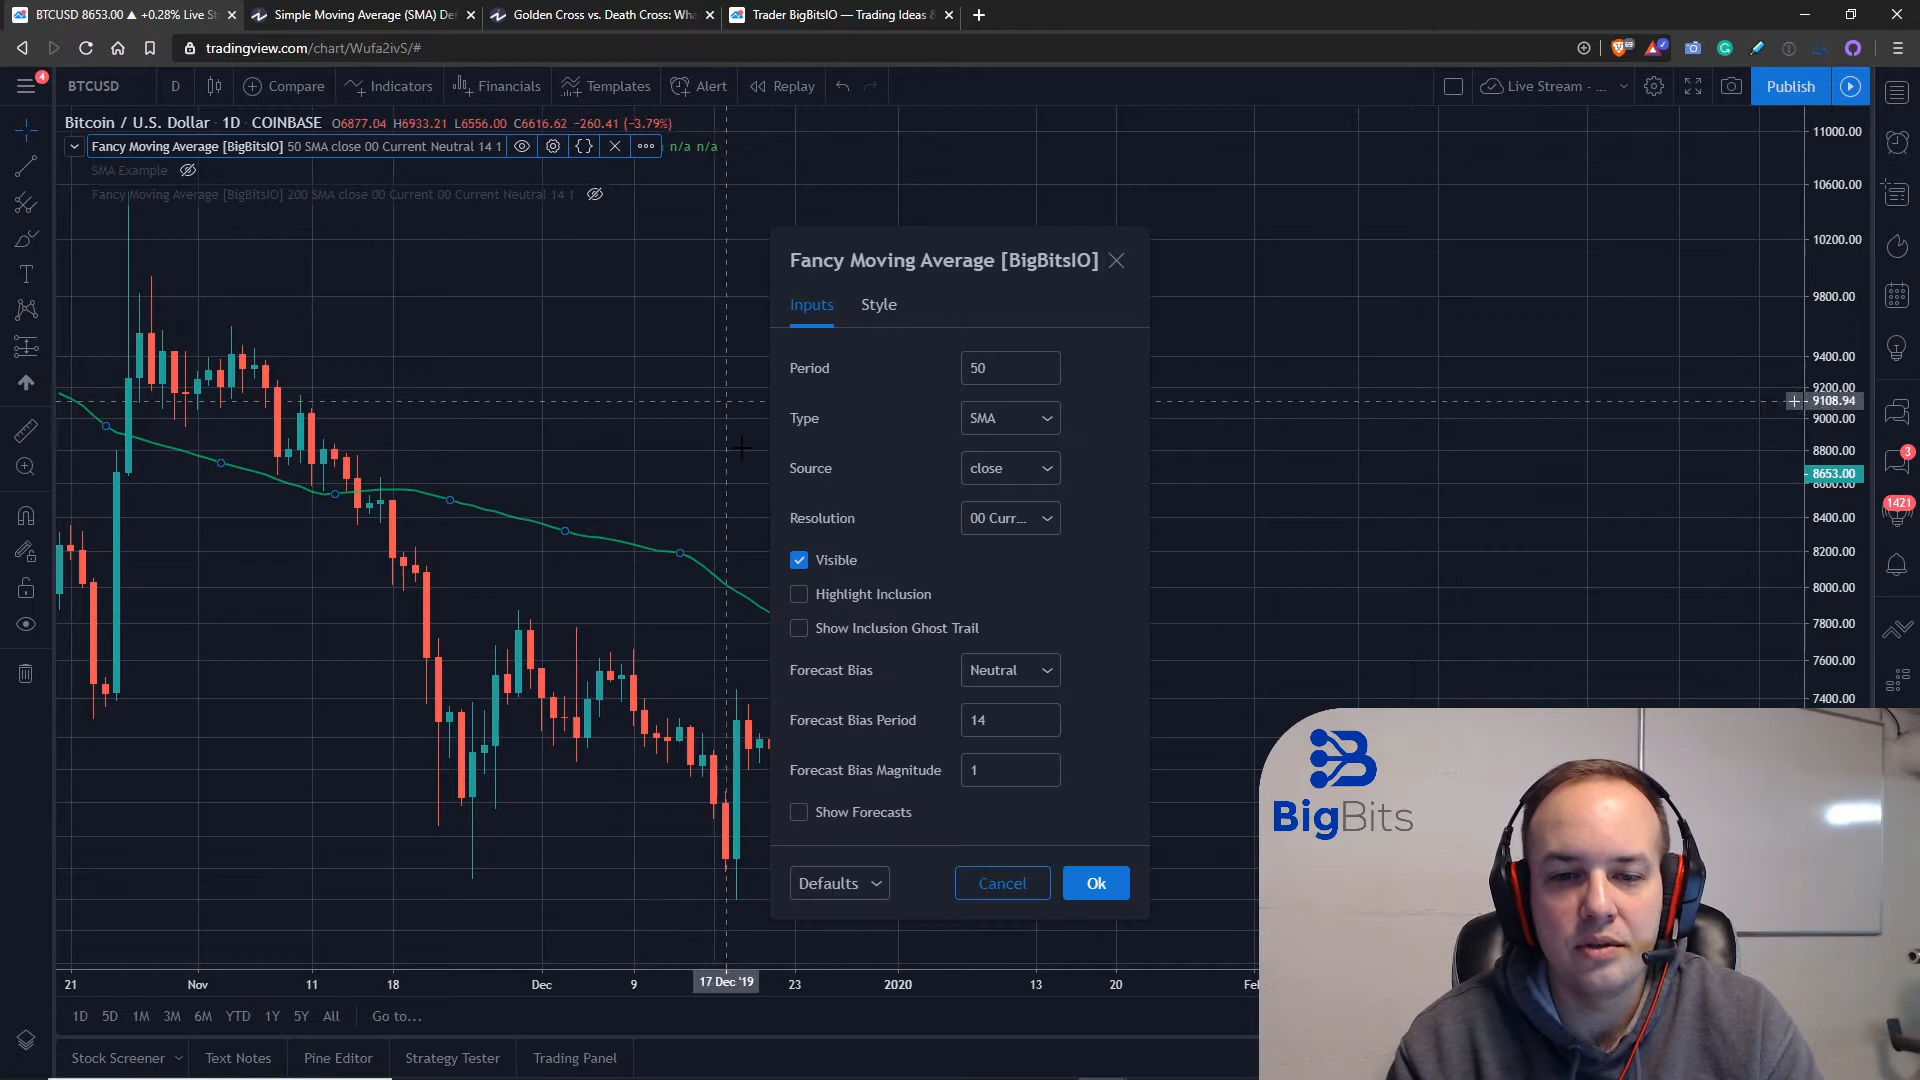 BTCUSD 8653.00 ▲ +0.28% Live St
Simple Moving Average (SMA) Def
Golden Cross vs. Death Cross: Wha
Trader BigBitsIO — Trading Ideas &
tradingview.com/chart/Wufa2ivS/#
69
4
BTCUSD
D
Compare
Indicators
Financials
Templates
Alert
Replay
Live Stream - ...
Publish
Bitcoin / U.S. Dollar · 1D · COINBASE O6877.04 H6933.21 L6556.00 C6616.62 −260.41 (−3.79%)
Fancy Moving Average [BigBitsIO] 50 SMA close 00 Current Neutral 14 1
n/a n/a
SMA Example
Fancy Moving Average [BigBitsIO] 200 SMA close 00 Current 00 Current Neutral 14 1
Fancy Moving Average [BigBitsIO]
Inputs
Style
Period
50
Type
SMA
Source
close
Resolution
00 Curr...
Visible
Highlight Inclusion
Show Inclusion Ghost Trail
Forecast Bias
Neutral
Forecast Bias Period
14
Forecast Bias Magnitude
1
Show Forecasts
Defaults
Cancel
Ok
11000.00
10600.00
10200.00
9800.00
9400.00
9200.00
9108.94
9000.00
8800.00
8653.00
8600.00
8400.00
8200.00
8000.00
7800.00
7600.00
7400.00
3
1421
BigBits
21
Nov
11
18
Dec
9
17 Dec '19
23
2020
13
20
Fe
1D
5D
1M
3M
6M
YTD
1Y
5Y
All
Go to...
Stock Screener
Text Notes
Pine Editor
Strategy Tester
Trading Panel